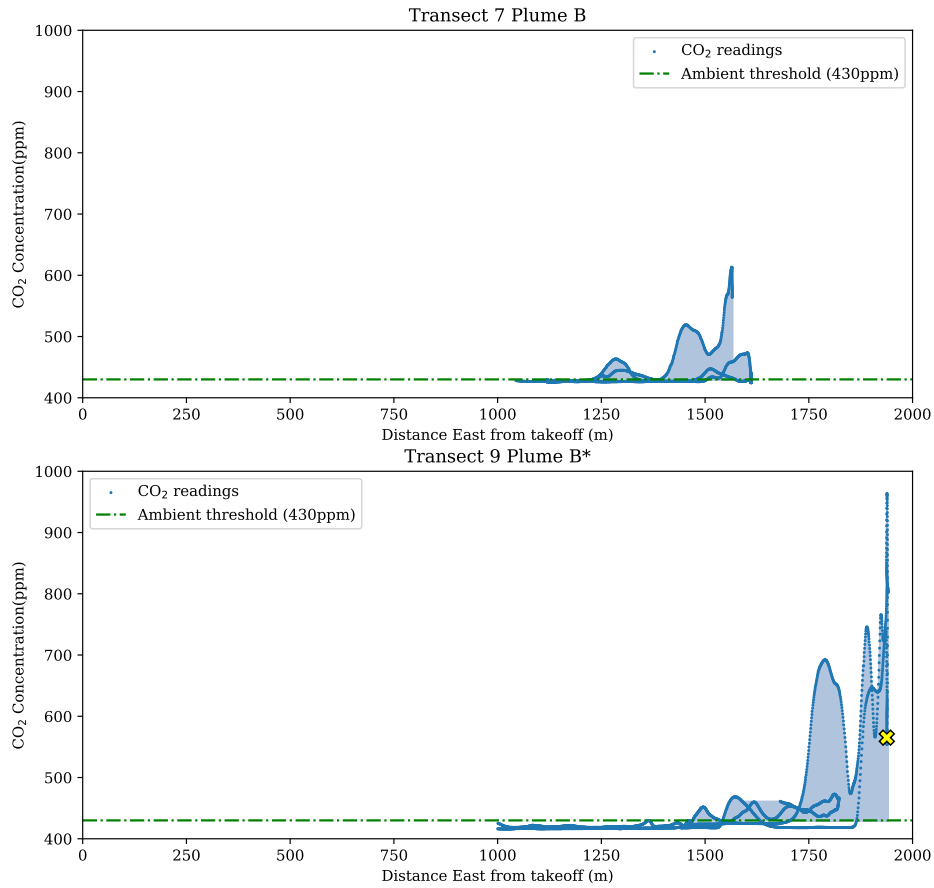 Transect 7 Plume B
1000
900
800
700
600
500
400
CO₂ Concentration(ppm)
CO₂ readings
Ambient threshold (430ppm)
0 250 500 750 1000 1250 1500 1750 2000
Distance East from takeoff (m)
Transect 9 Plume B*
1000
900
800
700
600
500
400
CO₂ Concentration(ppm)
CO₂ readings
Ambient threshold (430ppm)
0 250 500 750 1000 1250 1500 1750 2000
Distance East from takeoff (m)